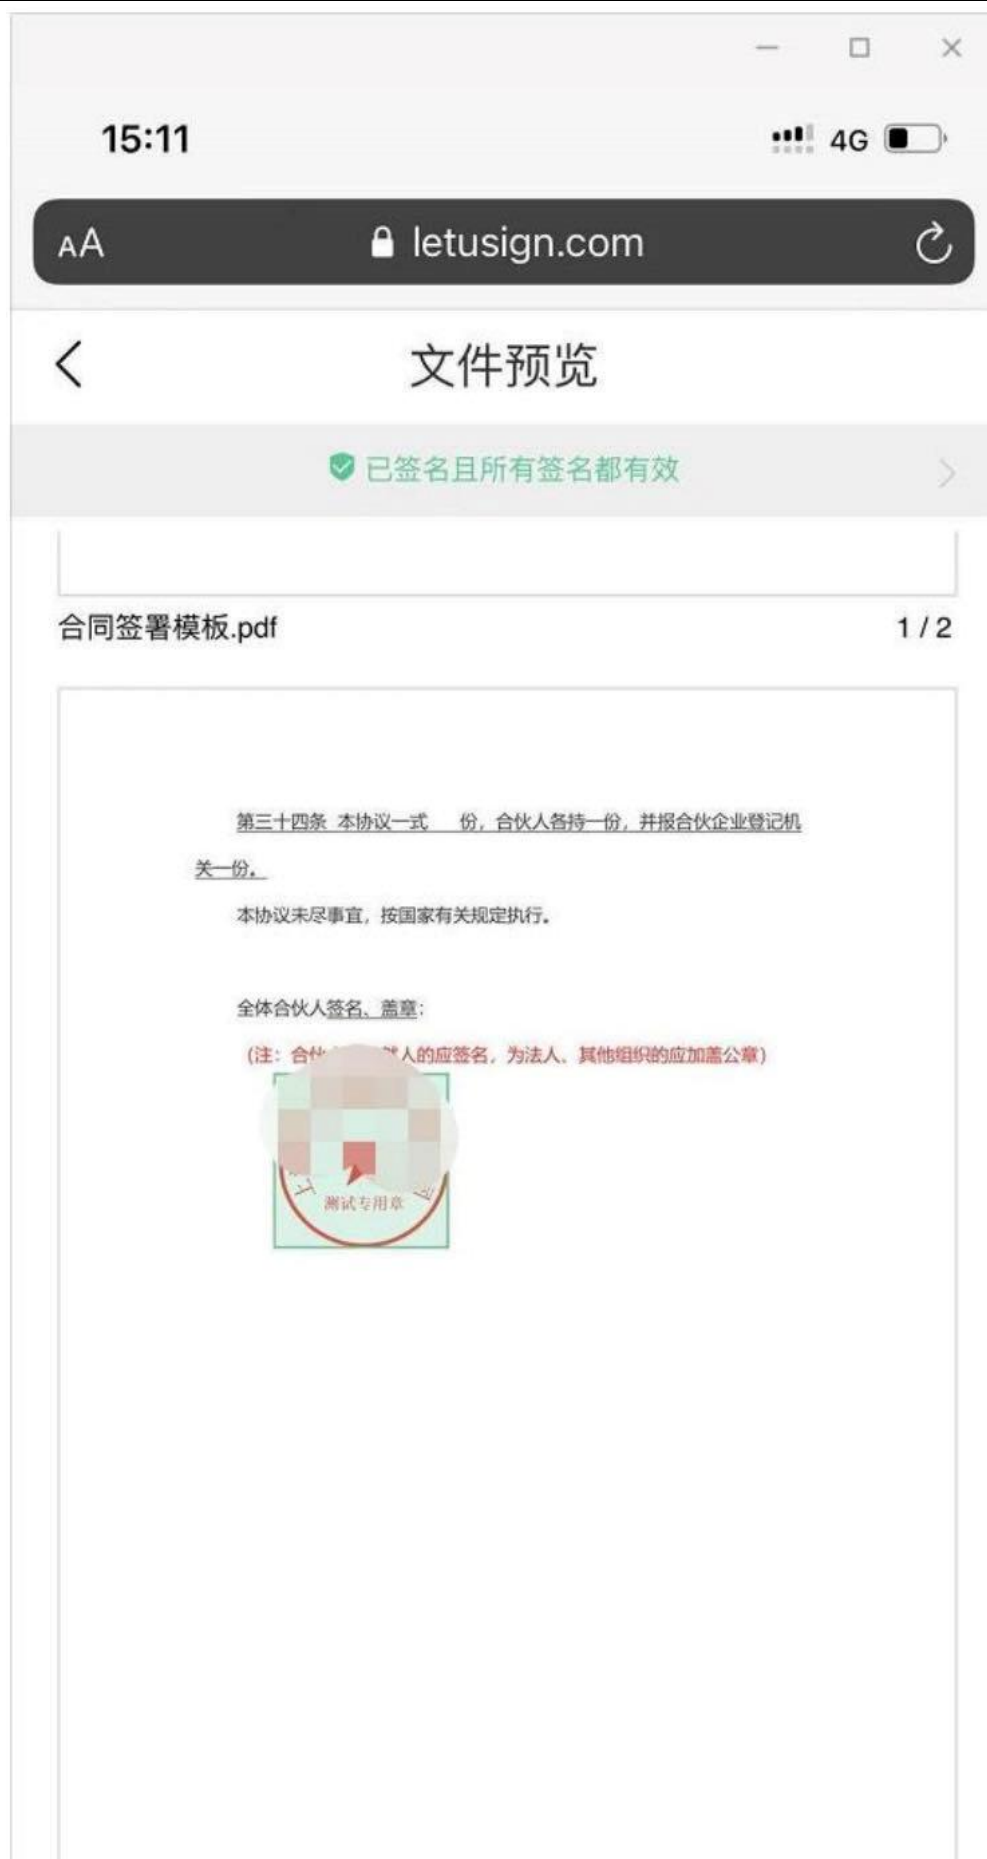 15:11
4G
AA
letusign.com
文件预览
已签名且所有签名都有效
合同签署模板.pdf
1 / 2
第三十四条 本协议一式 份，合伙人各持一份，并报合伙企业登记机
关一份。
本协议未尽事宜，按国家有关规定执行。
全体合伙人签名、盖章：
（注：合伙 人的应签名，为法人、其他组织的应加盖公章）
上
测试专用章